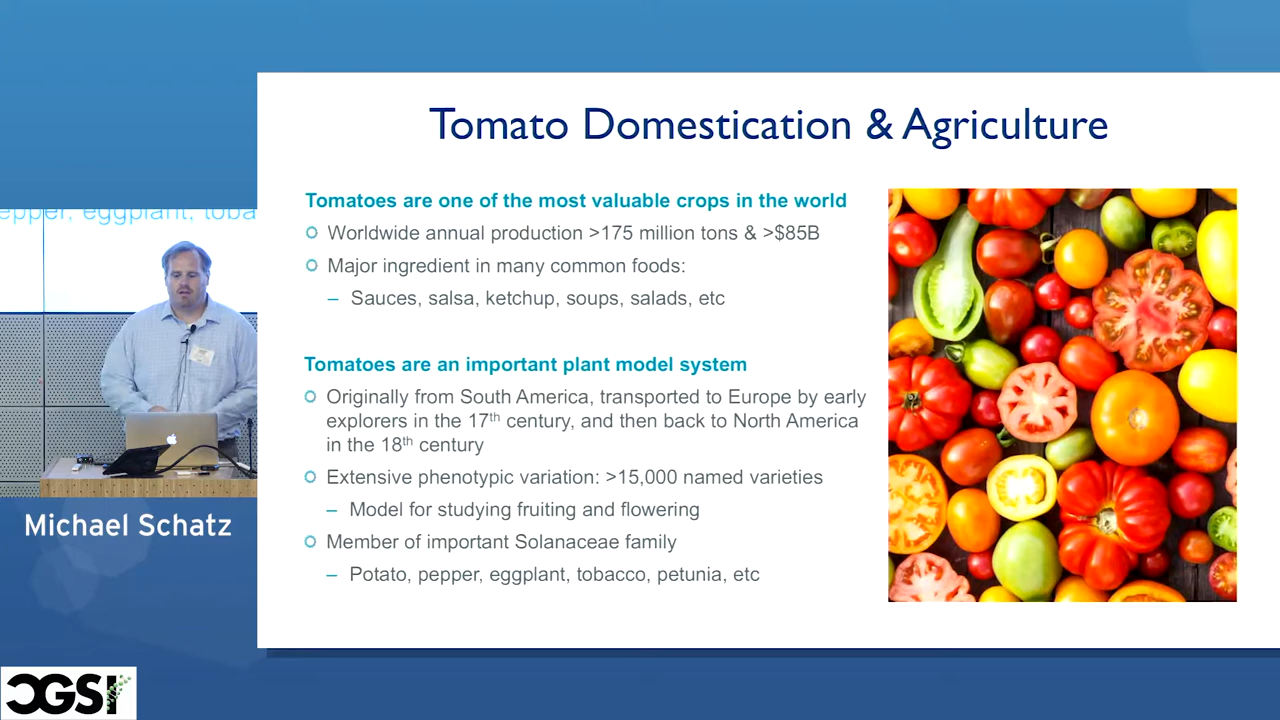 Tomato Domestication & Agriculture
Tomatoes are one of the most valuable crops in the world
Worldwide annual production >175 million tons & >$85B
Major ingredient in many common foods:
– Sauces, salsa, ketchup, soups, salads, etc
Tomatoes are an important plant model system
Originally from South America, transported to Europe by early
explorers in the 17th century, and then back to North America
in the 18th century
Extensive phenotypic variation: >15,000 named varieties
– Model for studying fruiting and flowering
Member of important Solanaceae family
– Potato, pepper, eggplant, tobacco, petunia, etc
epper, eggplant, toba
Michael Schatz
CGSI